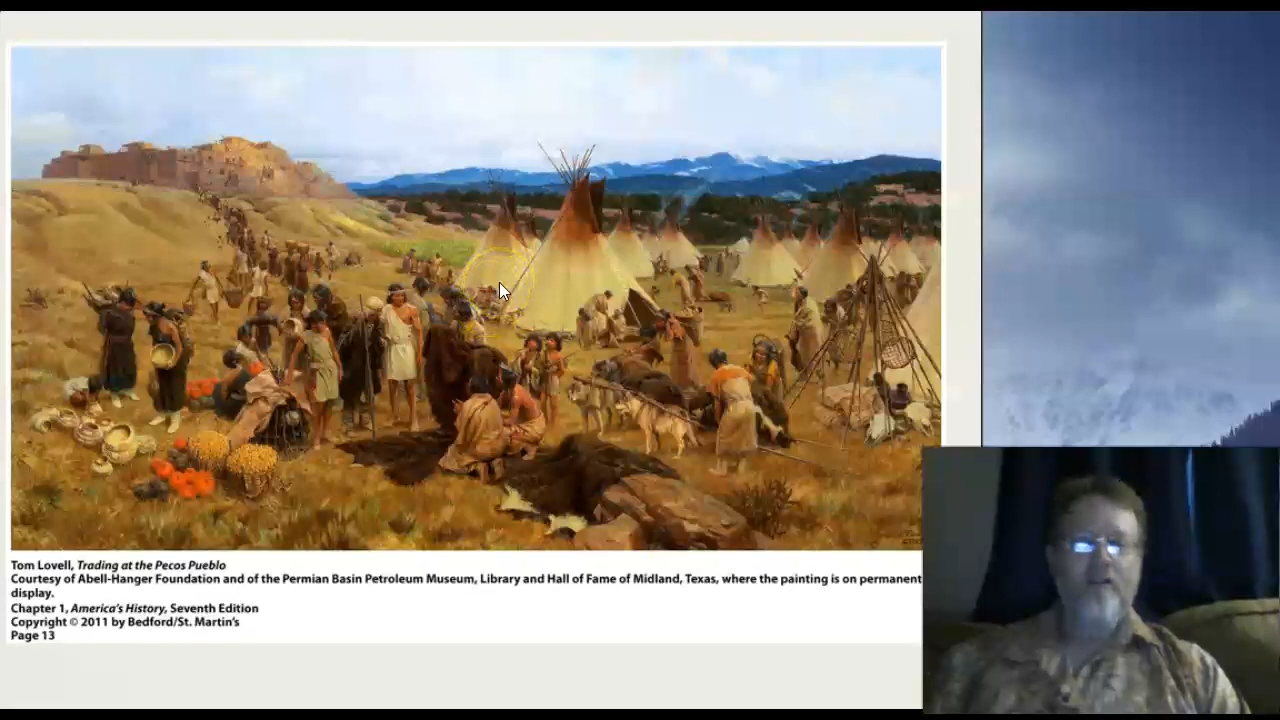 Tom Lovell, Trading at the Pecos Pueblo
Courtesy of Abell-Hanger Foundation and of the Permian Basin Petroleum Museum, Library and Hall of Fame of Midland, Texas, where the painting is on permanent
display.
Chapter 1, America's History, Seventh Edition
Copyright © 2011 by Bedford/St. Martin's
Page 13